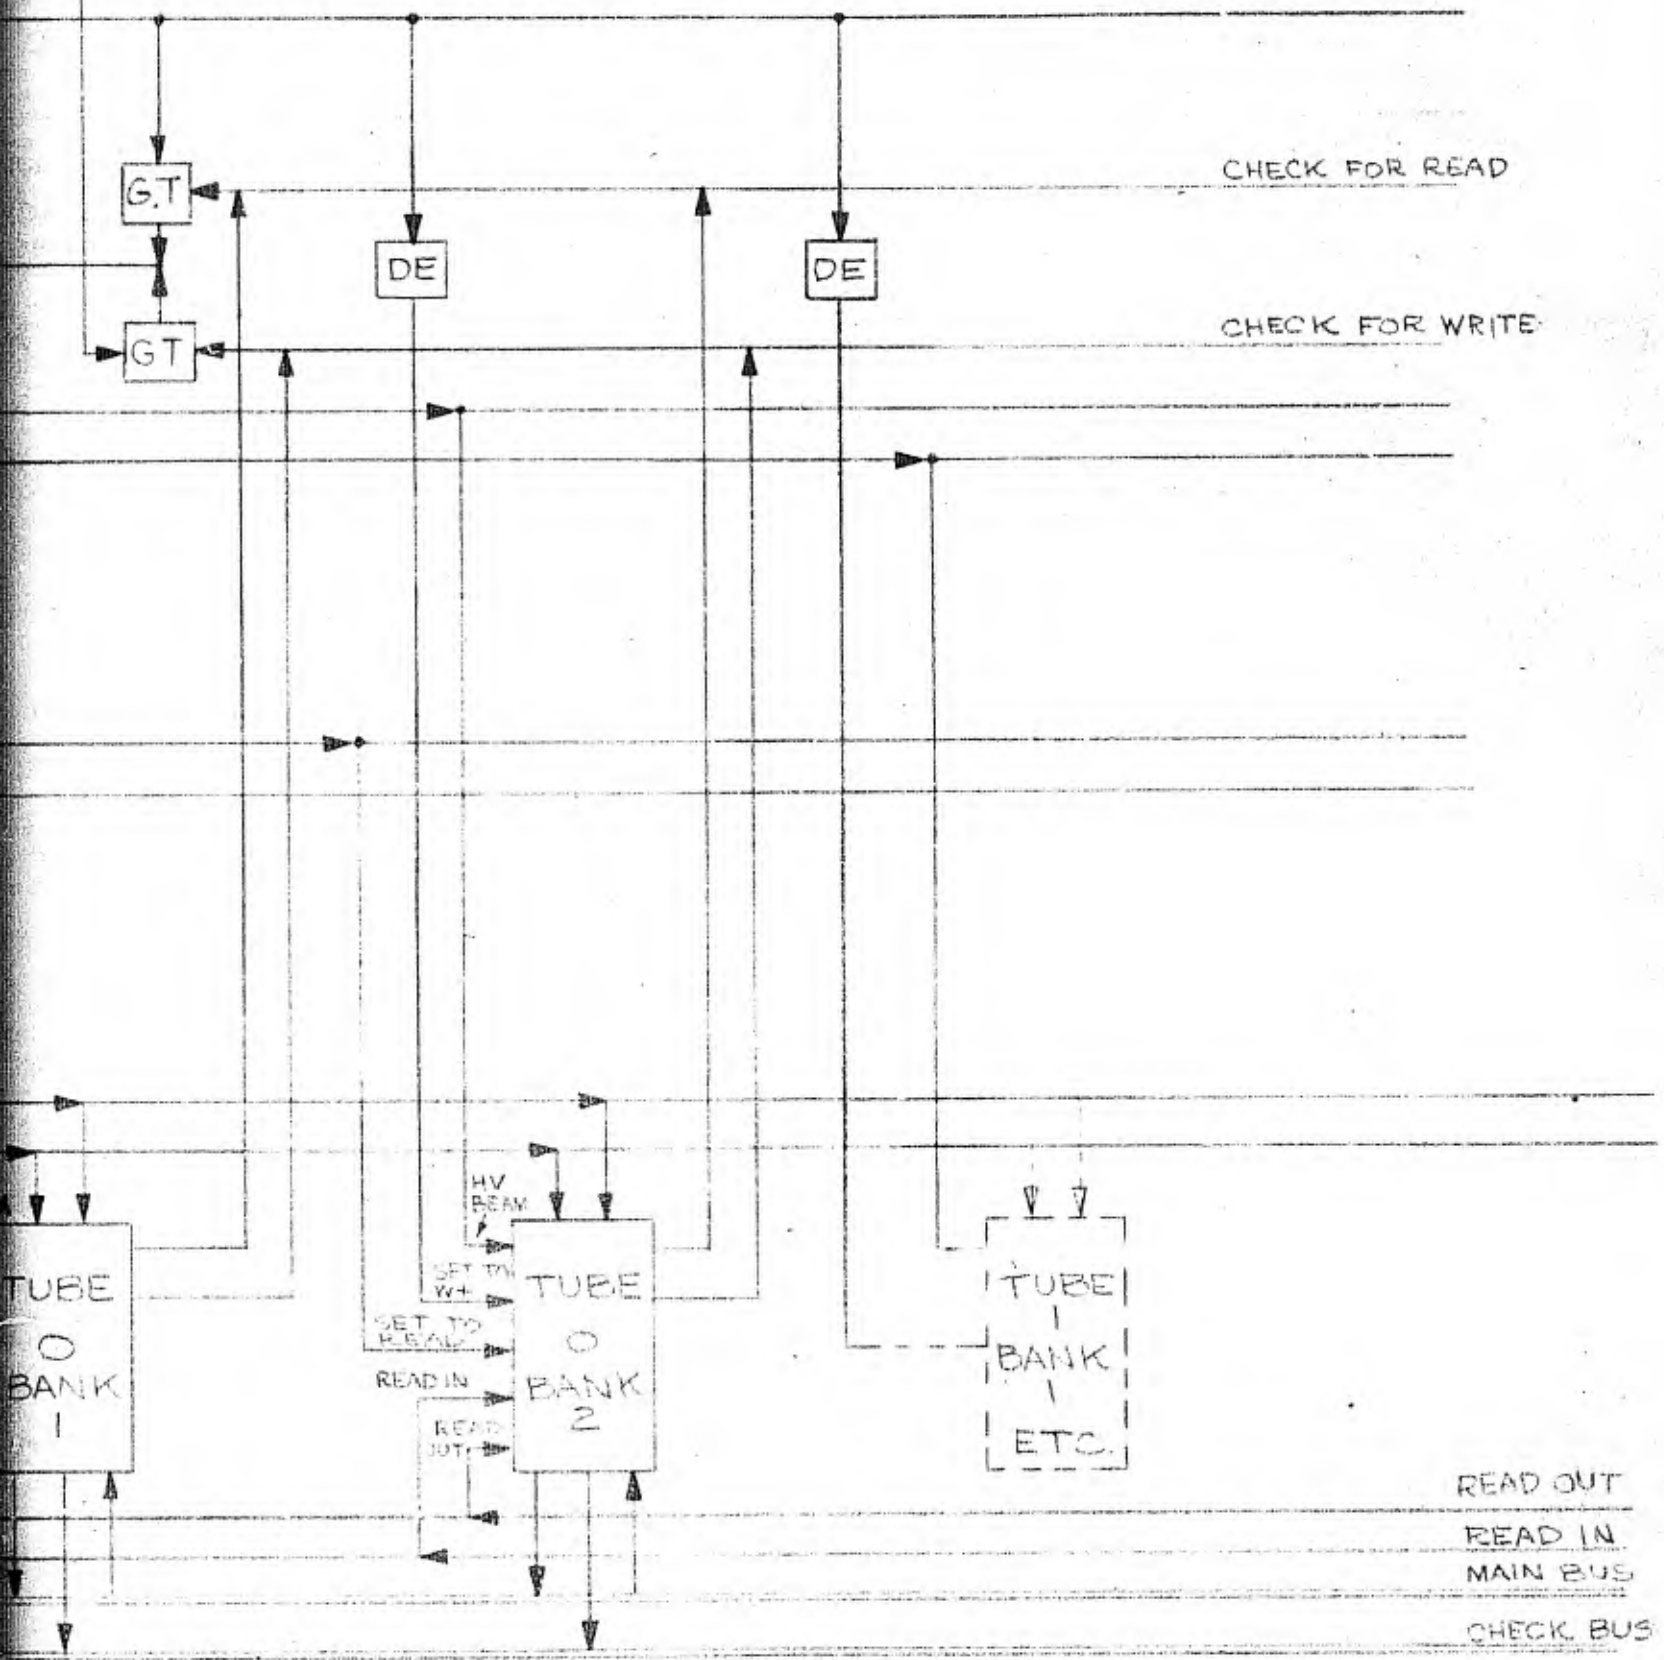 CHECK FOR READ
G.T
DE
DE
CHECK FOR WRITE
GT
HV
BEAM
SET TO
W+
SET TO
READ
READ IN
READ
OUT
TUBE
0
BANK
1
TUBE
0
BANK
2
TUBE
1
BANK
1
ETC.
READ OUT
READ IN
MAIN BUS
CHECK BUS